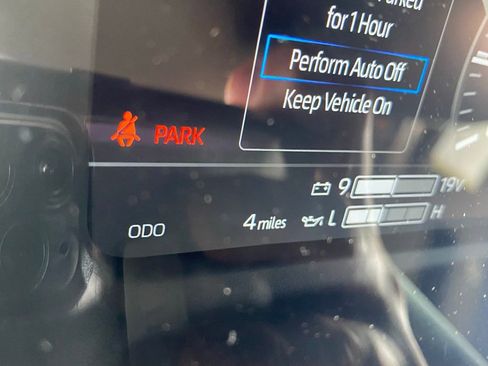 for 1 Hour
Perform Auto Off
Keep Vehicle On
PARK
9 19V
ODO 4 miles L H